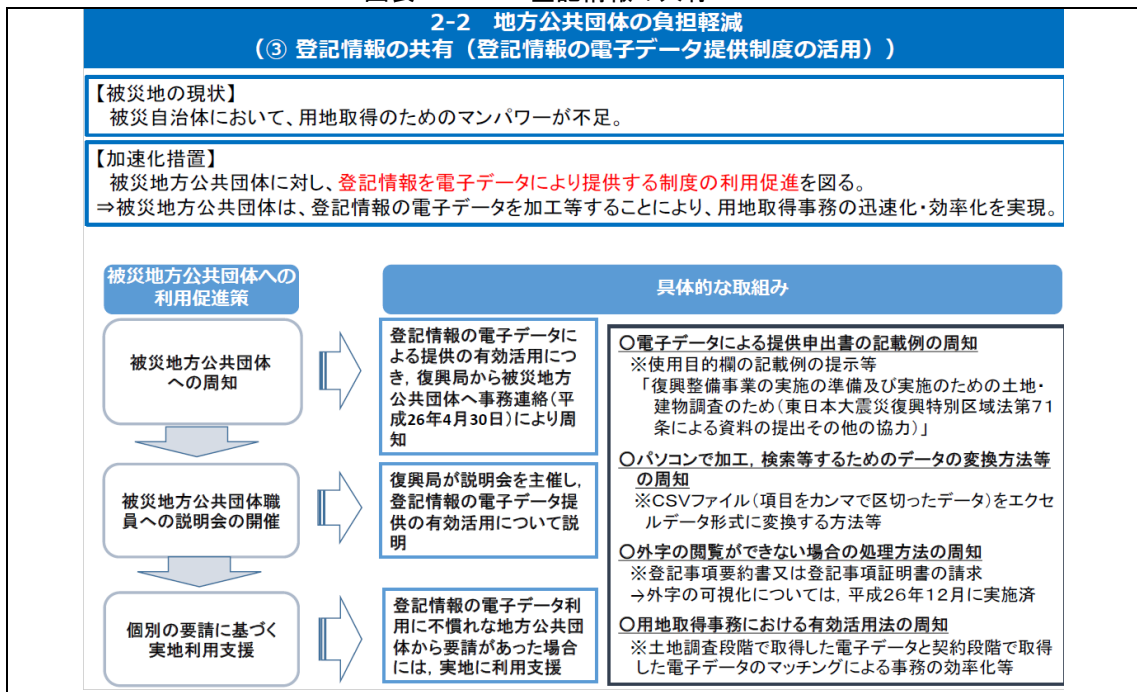 2-2　地方公共団体の負担軽減
（③ 登記情報の共有（登記情報の電子データ提供制度の活用））
【被災地の現状】
被災自治体において、用地取得のためのマンパワーが不足。
【加速化措置】
被災地方公共団体に対し、登記情報を電子データにより提供する制度の利用促進を図る。
⇒被災地方公共団体は、登記情報の電子データを加工等することにより、用地取得事務の迅速化・効率化を実現。
被災地方公共団体への
利用促進策
具体的な取組み
被災地方公共団体
への周知
登記情報の電子データに
よる提供の有効活用につ
き，復興局から被災地方
公共団体へ事務連絡（平
成26年4月30日）により周
知
被災地方公共団体職
員への説明会の開催
復興局が説明会を主催し，
登記情報の電子データ提
供の有効活用について説
明
個別の要請に基づく
実地利用支援
登記情報の電子データ利
用に不慣れな地方公共団
体から要請があった場合
には，実地に利用支援
〇電子データによる提供申出書の記載例の周知
※使用目的欄の記載例の提示等
「復興整備事業の実施の準備及び実施のための土地・
建物調査のため（東日本大震災復興特別区域法第71
条による資料の提出その他の協力）」
〇パソコンで加工，検索等するためのデータの変換方法等
の周知
※ＣＳＶファイル（項目をカンマで区切ったデータ）をエクセ
ルデータ形式に変換する方法等
〇外字の閲覧ができない場合の処理方法の周知
※登記事項要約書又は登記事項証明書の請求
→外字の可視化については，平成26年12月に実施済
〇用地取得事務における有効活用法の周知
※土地調査段階で取得した電子データと契約段階で取得
した電子データのマッチングによる事務の効率化等